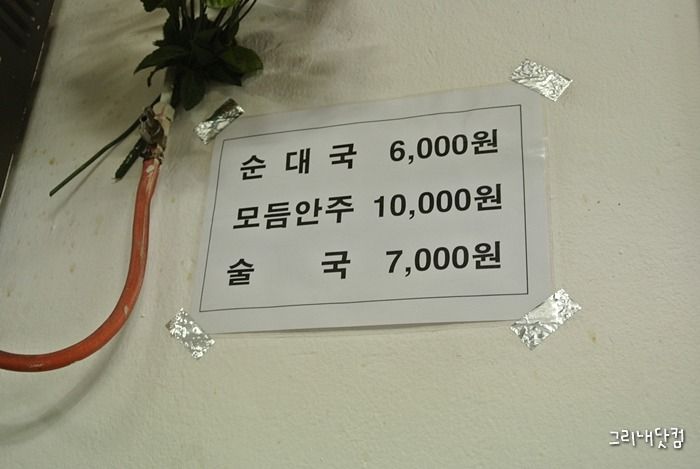 순 대 국 6,000원
모듬안주 10,000원
술 국 7,000원
그리내닷컴